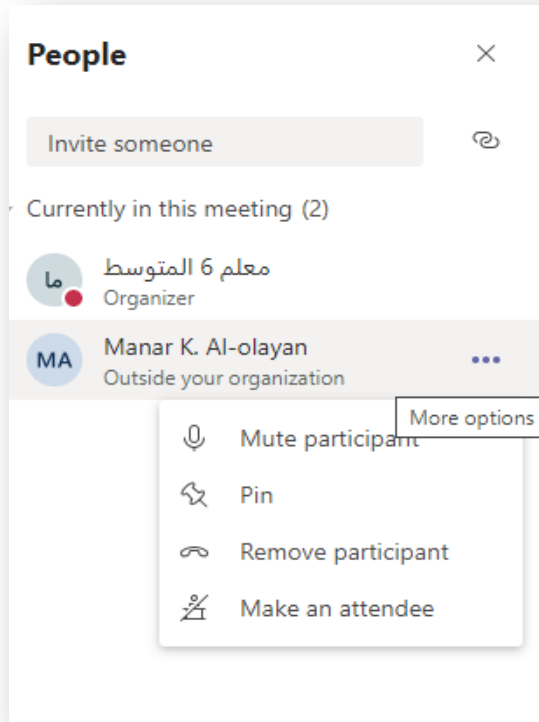 People
Invite someone
Currently in this meeting (2)
ما
معلم 6 المتوسط
Organizer
MA
Manar K. Al-olayan
Outside your organization
More options
Mute participant
Pin
Remove participant
Make an attendee